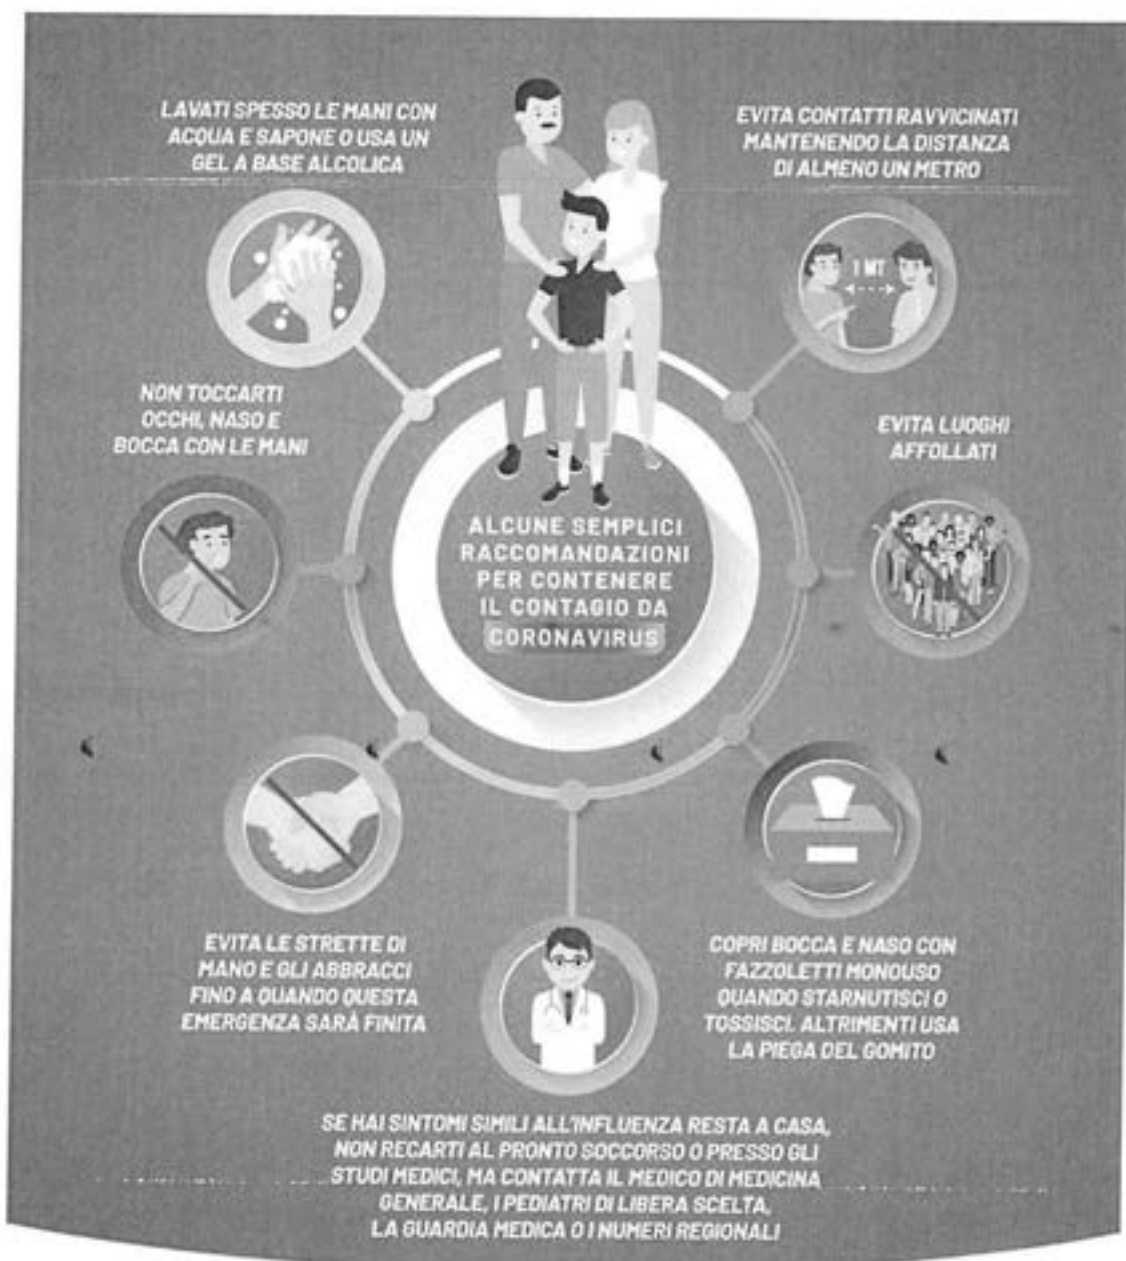 LAVATI SPESSO LE MANI CON
ACQUA E SAPONE O USA UN
GEL A BASE ALCOLICA
EVITA CONTATTI RAVVICINATI
MANTENENDO LA DISTANZA
DI ALMENO UN METRO
1 MT
NON TOCCARTI
OCCHI, NASO E
BOCCA CON LE MANI
EVITA LUOGHI
AFFOLLATI
ALCUNE SEMPLICI
RACCOMANDAZIONI
PER CONTENERE
IL CONTAGIO DA
CORONAVIRUS
EVITA LE STRETTE DI
MANO E GLI ABBRACCI
FINO A QUANDO QUESTA
EMERGENZA SARÀ FINITA
COPRI BOCCA E NASO CON
FAZZOLETTI MONOUSO
QUANDO STARNUTISCI O
TOSSISCI. ALTRIMENTI USA
LA PIEGA DEL GOMITO
SE HAI SINTOMI SIMILI ALL'INFLUENZA RESTA A CASA,
NON RECARTI AL PRONTO SOCCORSO O PRESSO GLI
STUDI MEDICI, MA CONTATTA IL MEDICO DI MEDICINA
GENERALE, I PEDIATRI DI LIBERA SCELTA,
LA GUARDIA MEDICA O I NUMERI REGIONALI